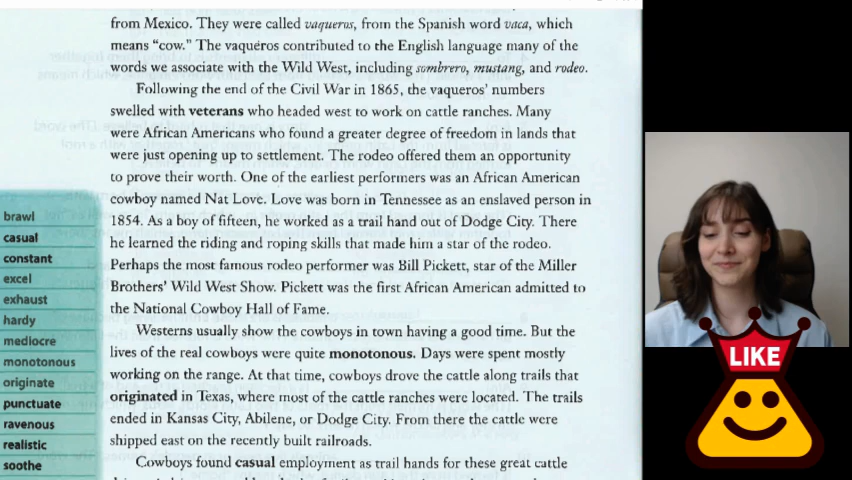 from Mexico. They were called vaqueros, from the Spanish word vaca, which
means “cow.” The vaqueros contributed to the English language many of the
words we associate with the Wild West, including sombrero, mustang, and rodeo.
Following the end of the Civil War in 1865, the vaqueros' numbers
swelled with veterans who headed west to work on cattle ranches. Many
were African Americans who found a greater degree of freedom in lands that
were just opening up to settlement. The rodeo offered them an opportunity
to prove their worth. One of the earliest performers was an African American
cowboy named Nat Love. Love was born in Tennessee as an enslaved person in
1854. As a boy of fifteen, he worked as a trail hand out of Dodge City. There
he learned the riding and roping skills that made him a star of the rodeo.
Perhaps the most famous rodeo performer was Bill Pickett, star of the Miller
Brothers' Wild West Show. Pickett was the first African American admitted to
the National Cowboy Hall of Fame.
Westerns usually show the cowboys in town having a good time. But the
lives of the real cowboys were quite monotonous. Days were spent mostly
working on the range. At that time, cowboys drove the cattle along trails that
originated in Texas, where most of the cattle ranches were located. The trails
ended in Kansas City, Abilene, or Dodge City. From there the cattle were
shipped east on the recently built railroads.
Cowboys found casual employment as trail hands for these great cattle
brawl
casual
constant
excel
exhaust
hardy
mediocre
monotonous
originate
punctuate
ravenous
realistic
soothe
LIKE